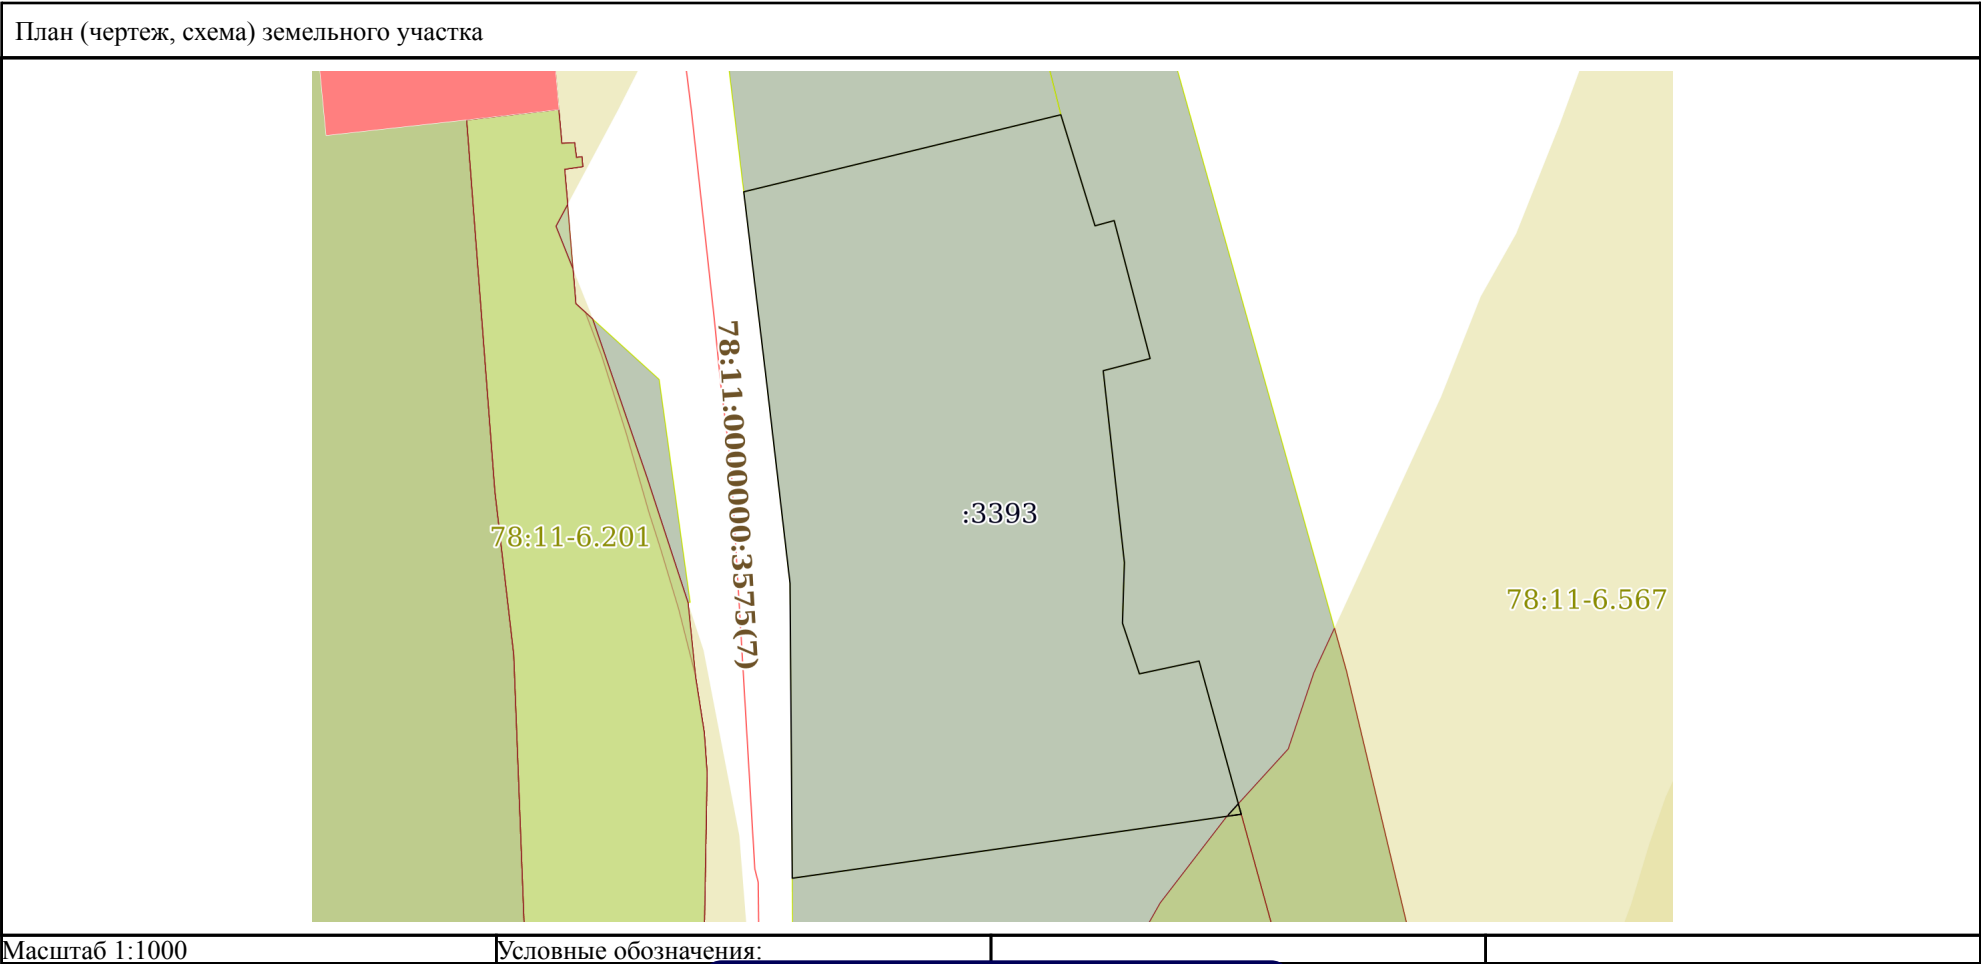 План (чертеж, схема) земельного участка
78:11:0000000:3575(7)
:3393
78:11-6.201
78:11-6.567
Масштаб 1:1000
Условные обозначения: